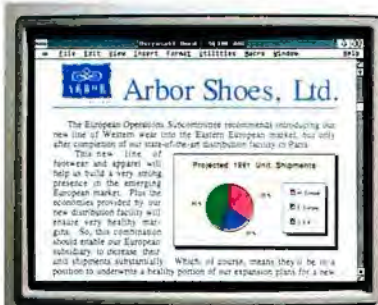 Microsoft Word -
File Edit View Insert Format Utilities Macro Window Help
ARBOR
Arbor Shoes, Ltd.
The European Operations Subcommittee recommends introducing our
new line of Western wear into the Eastern European market, but only
after completion of our state-of-the-art distribution facility in Paris.
This new line of
footwear and apparel will
help us build a very strong
presence in the emerging
European market. Plus the
economies provided by our
new distribution facility will
ensure very healthy mar-
gins. So, this combination
should enable our European
subsidiary to increase their
unit shipments substantially. Which, of course, means they'll be in a
position to underwrite a healthy portion of our expansion plans for a new
Projected 1991 Unit Shipments